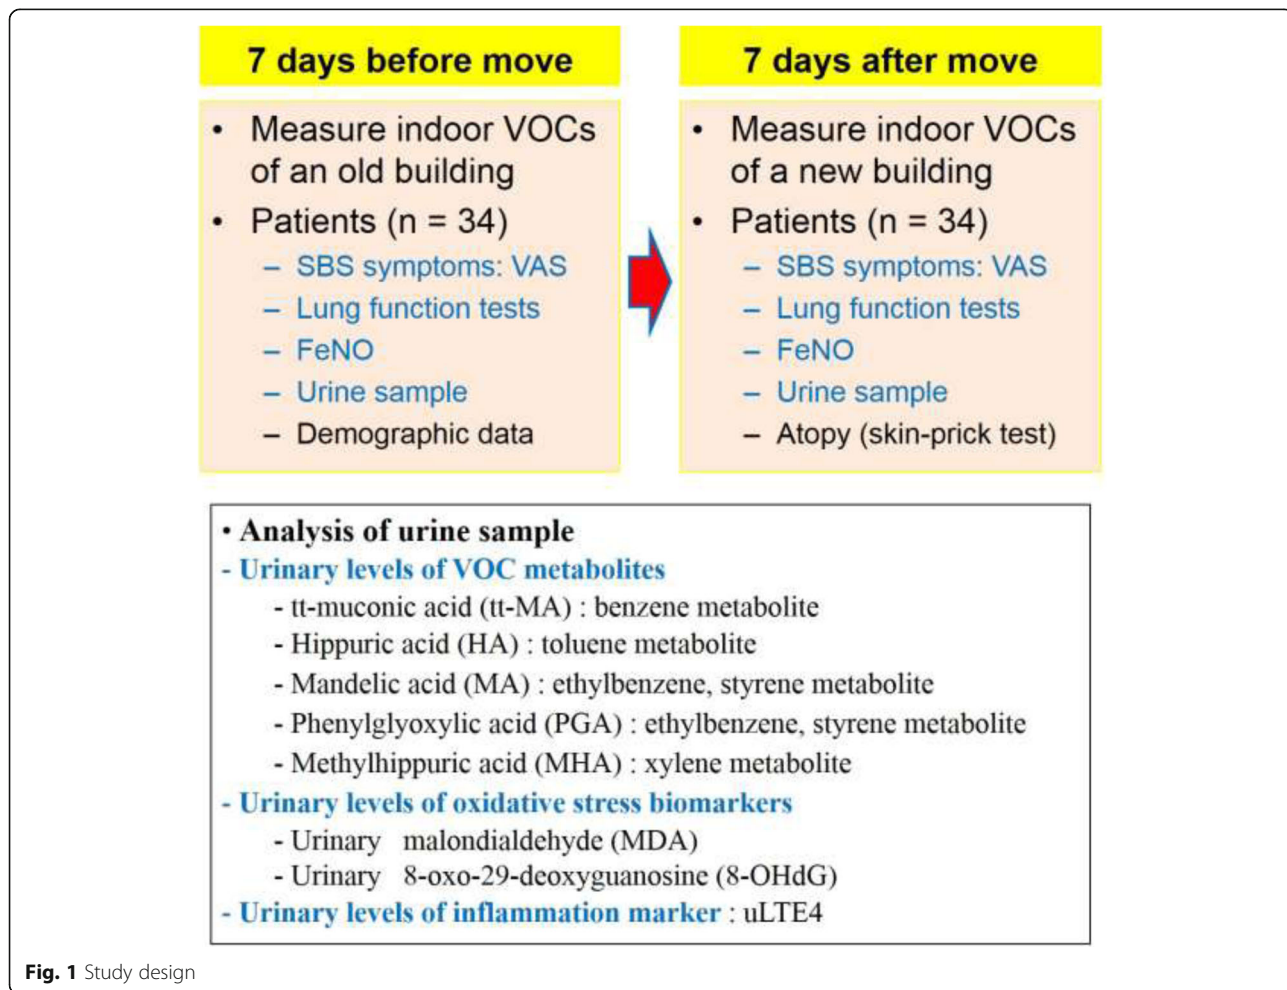 7 days before move
• Measure indoor VOCs
of an old building
• Patients (n = 34)
– SBS symptoms: VAS
– Lung function tests
– FeNO
– Urine sample
– Demographic data
7 days after move
• Measure indoor VOCs
of a new building
• Patients (n = 34)
– SBS symptoms: VAS
– Lung function tests
– FeNO
– Urine sample
– Atopy (skin-prick test)
• Analysis of urine sample
- Urinary levels of VOC metabolites
- tt-muconic acid (tt-MA) : benzene metabolite
- Hippuric acid (HA) : toluene metabolite
- Mandelic acid (MA) : ethylbenzene, styrene metabolite
- Phenylglyoxylic acid (PGA) : ethylbenzene, styrene metabolite
- Methylhippuric acid (MHA) : xylene metabolite
- Urinary levels of oxidative stress biomarkers
- Urinary malondialdehyde (MDA)
- Urinary 8-oxo-29-deoxyguanosine (8-OHdG)
- Urinary levels of inflammation marker : uLTE4
Fig. 1 Study design